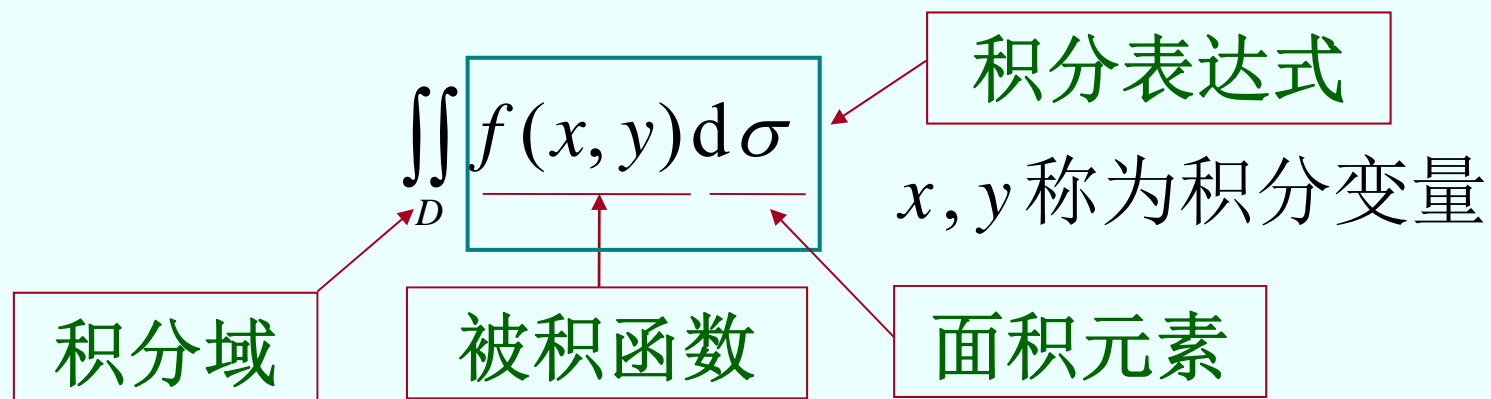 积分表达式
∬ f(x, y) dσ
D
x, y 称为积分变量
积分域
被积函数
面积元素